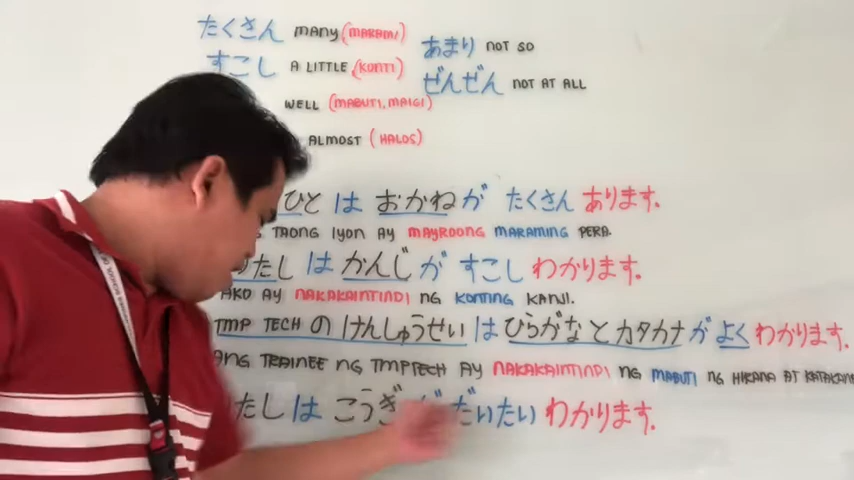 たくさん MANY (MARAMI)
すこし A LITTLE (KONTI)
WELL (MABUTI, MAIGI)
ALMOST (HALOS)
あまり NOT SO
ぜんぜん NOT AT ALL
ひと は おかねが たくさん あります。
TAONG IYON AY MAYROONG MARAMING PERA.
たし は かんじが すこし わかります。
AKO AY NAKAKAINTINDI NG KONTING KANJI.
TMP TECH の けんしゅうせい は ひらがな と カタカナ が よく わかります。
ANG TRAINEE NG TMPTECH AY NAKAKAINTINDI NG MABUTI NG HIRANA AT KATAKANA
たし は こうぎ だいたい わかります。